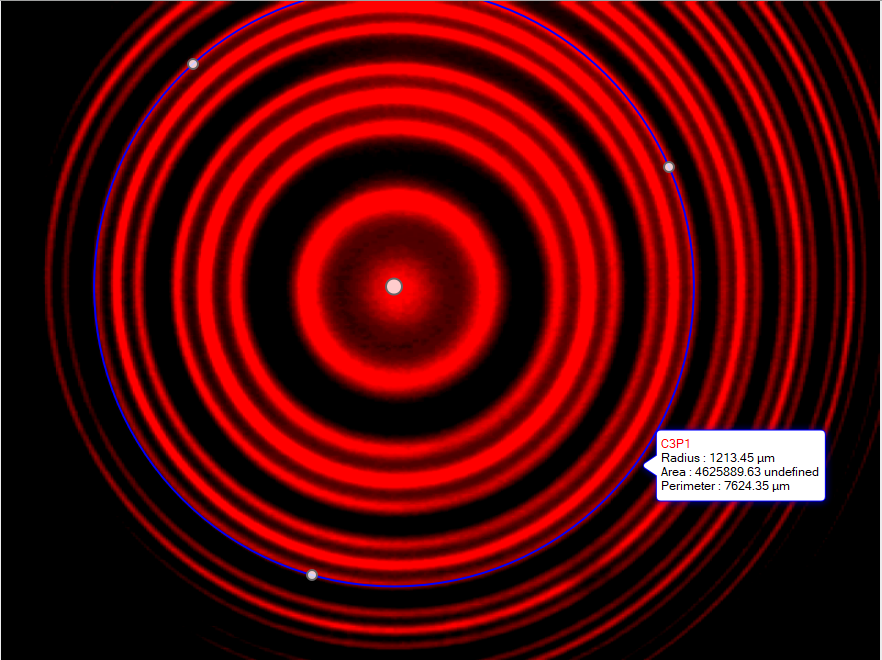 C3P1
Radius : 1213.45 µm
Area : 4625889.63 undefined
Perimeter : 7624.35 µm